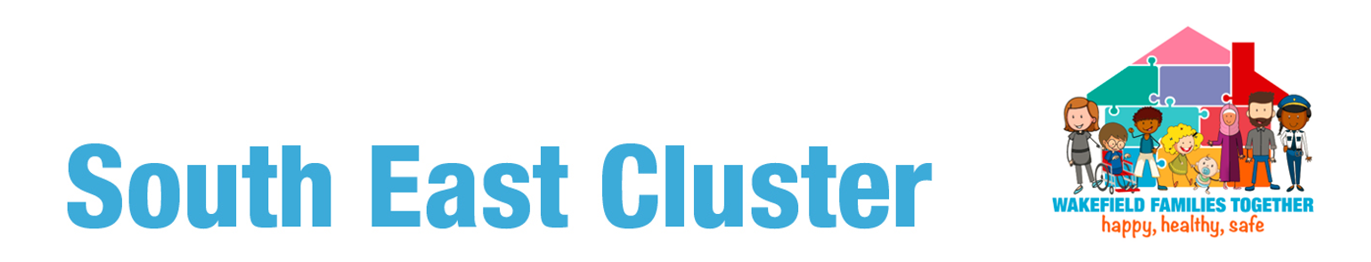 South East Cluster
WAKEFIELD FAMILIES TOGETHER
happy, healthy, safe